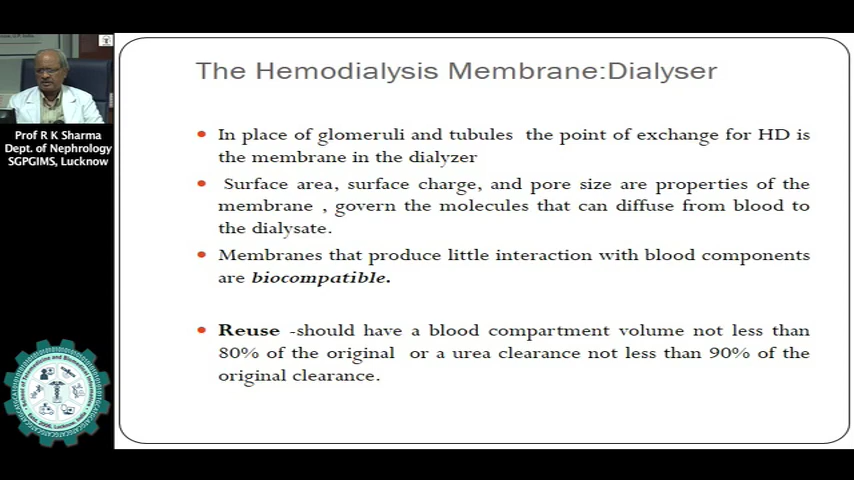 The Hemodialysis Membrane:Dialyser
• In place of glomeruli and tubules the point of exchange for HD is
the membrane in the dialyzer
• Surface area, surface charge, and pore size are properties of the
membrane , govern the molecules that can diffuse from blood to
the dialysate.
• Membranes that produce little interaction with blood components
are biocompatible.
• Reuse -should have a blood compartment volume not less than
80% of the original or a urea clearance not less than 90% of the
original clearance.
Prof R K Sharma
Dept. of Nephrology
SGPGIMS, Lucknow